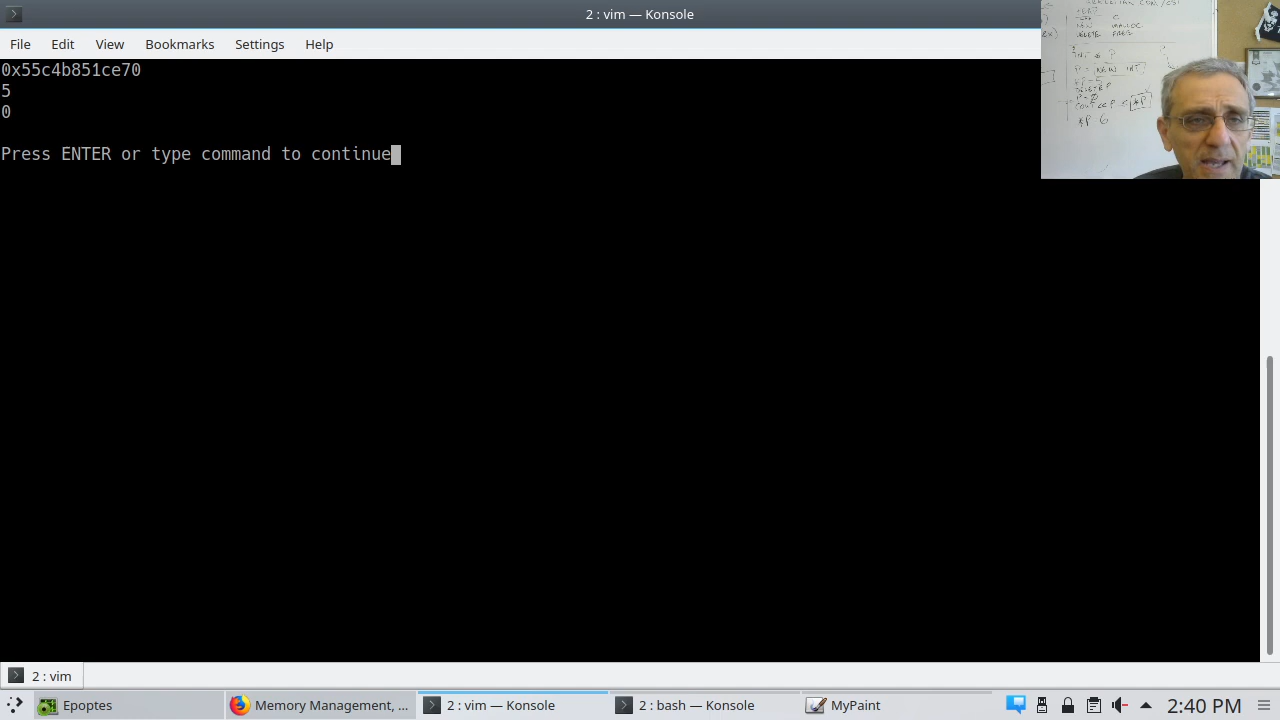 2 : vim — Konsole
File Edit View Bookmarks Settings Help
0x55c4b851ce70
5
0
Press ENTER or type command to continue
2 : vim
Epoptes
Memory Management, ...
2 : vim — Konsole
2 : bash — Konsole
MyPaint
2:40 PM